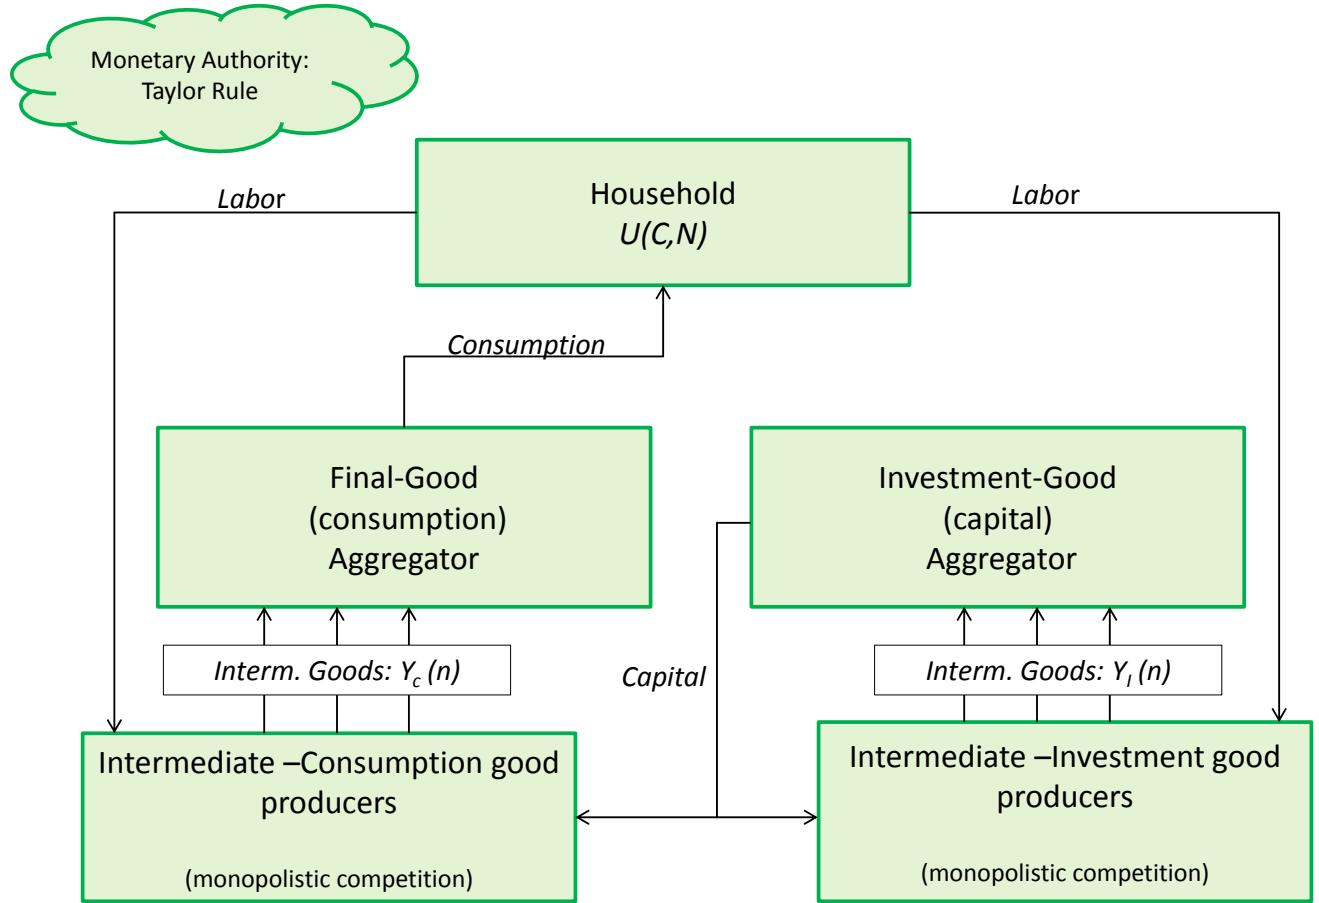 Monetary Authority:
Taylor Rule
Household
U(C,N)
Labor
Labor
Consumption
Final-Good
(consumption)
Aggregator
Investment-Good
(capital)
Aggregator
Interm. Goods: Yc (n)
Capital
Interm. Goods: YI (n)
Intermediate –Consumption good
producers
(monopolistic competition)
Intermediate –Investment good
producers
(monopolistic competition)